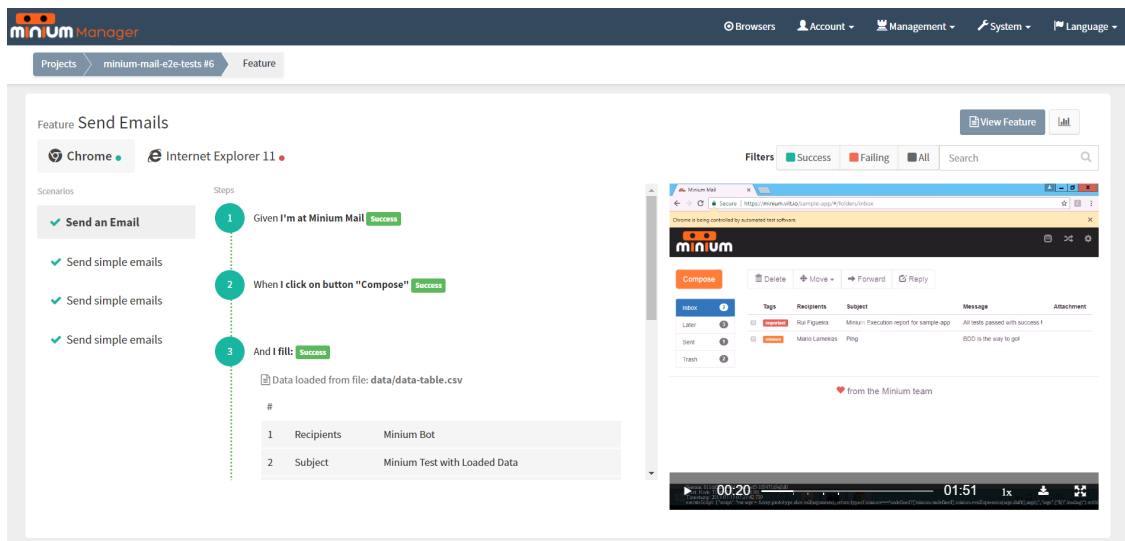 minium Manager
Browsers Account Management System Language
Projects minium-mail-e2e-tests #6 Feature
Feature Send Emails
View Feature
Chrome Internet Explorer 11
Filters Success Failing All Search
Scenarios
Steps
Send an Email
Send simple emails
Send simple emails
Send simple emails
1 Given I'm at Minium Mail Success
2 When I click on button "Compose" Success
3 And I fill: Success
Data loaded from file: data/data-table.csv
#
1 Recipients Minium Bot
2 Subject Minium Test with Loaded Data
Minium Mail
Secure https://minium.vilt.io/sample-app/#/folders/inbox
Chrome is being controlled by automated test software.
minium
Compose Delete Move Forward Reply
Inbox 2
Later 3
Sent 1
Trash 2
Tags Recipients Subject Message Attachment
Important Rui Figueira Minium Execution report for sample-app All tests passed with success !
Mario Lameiras Ping BDD is the way to go!
from the Minium team
00:20 01:51 1x